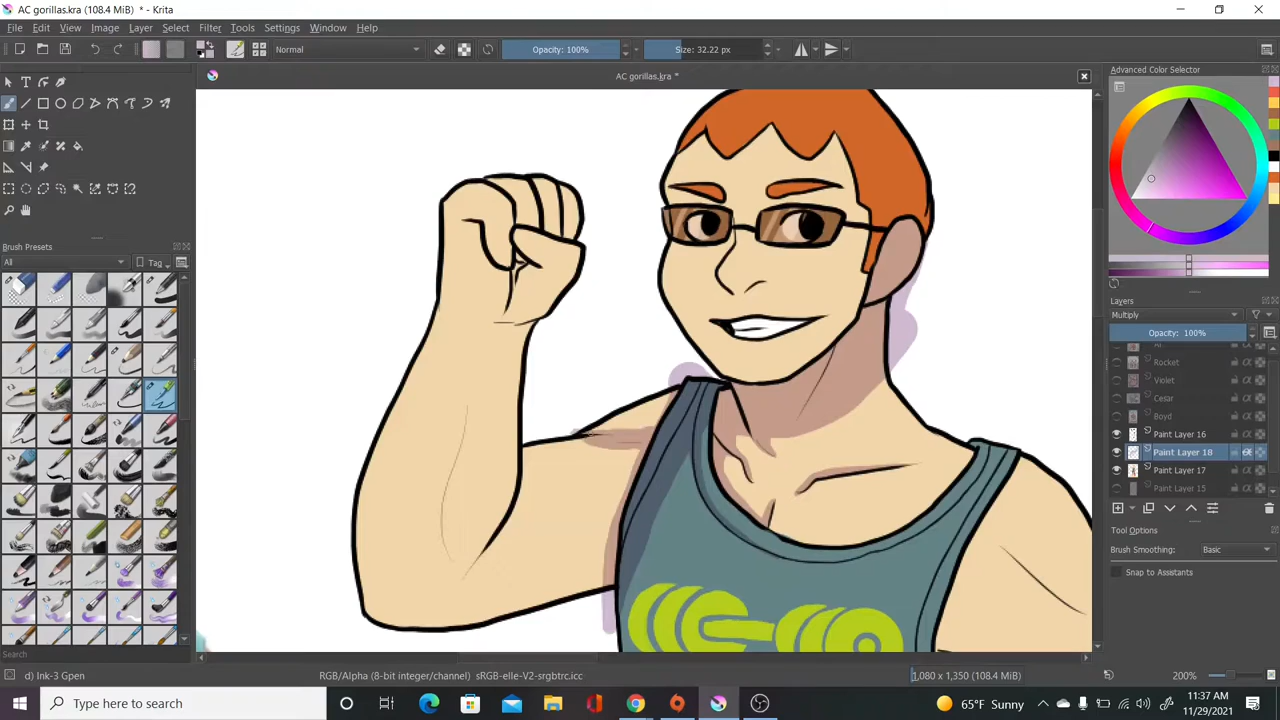 AC gorillas.kra (108.4 MiB) * - Krita
File Edit View Image Layer Select Filter Tools Settings Window Help
Normal Opacity: 100% Size: 32.22 px
AC gorillas.kra *
Advanced Color Selector
Brush Presets
All Tag
Search
Layers
Multiply
Opacity: 100%
Rocket
Violet
Cesar
Boyd
Paint Layer 16
Paint Layer 18
Paint Layer 17
Paint Layer 15
Tool Options
Brush Smoothing: Basic
Snap to Assistants
d) Ink-3 Gpen RGB/Alpha (8-bit integer/channel) sRGB-elle-V2-srgbtrc.icc 1,080 x 1,350 (108.4 MiB) 200%
Type here to search
65°F Sunny
11:37 AM
11/29/2021